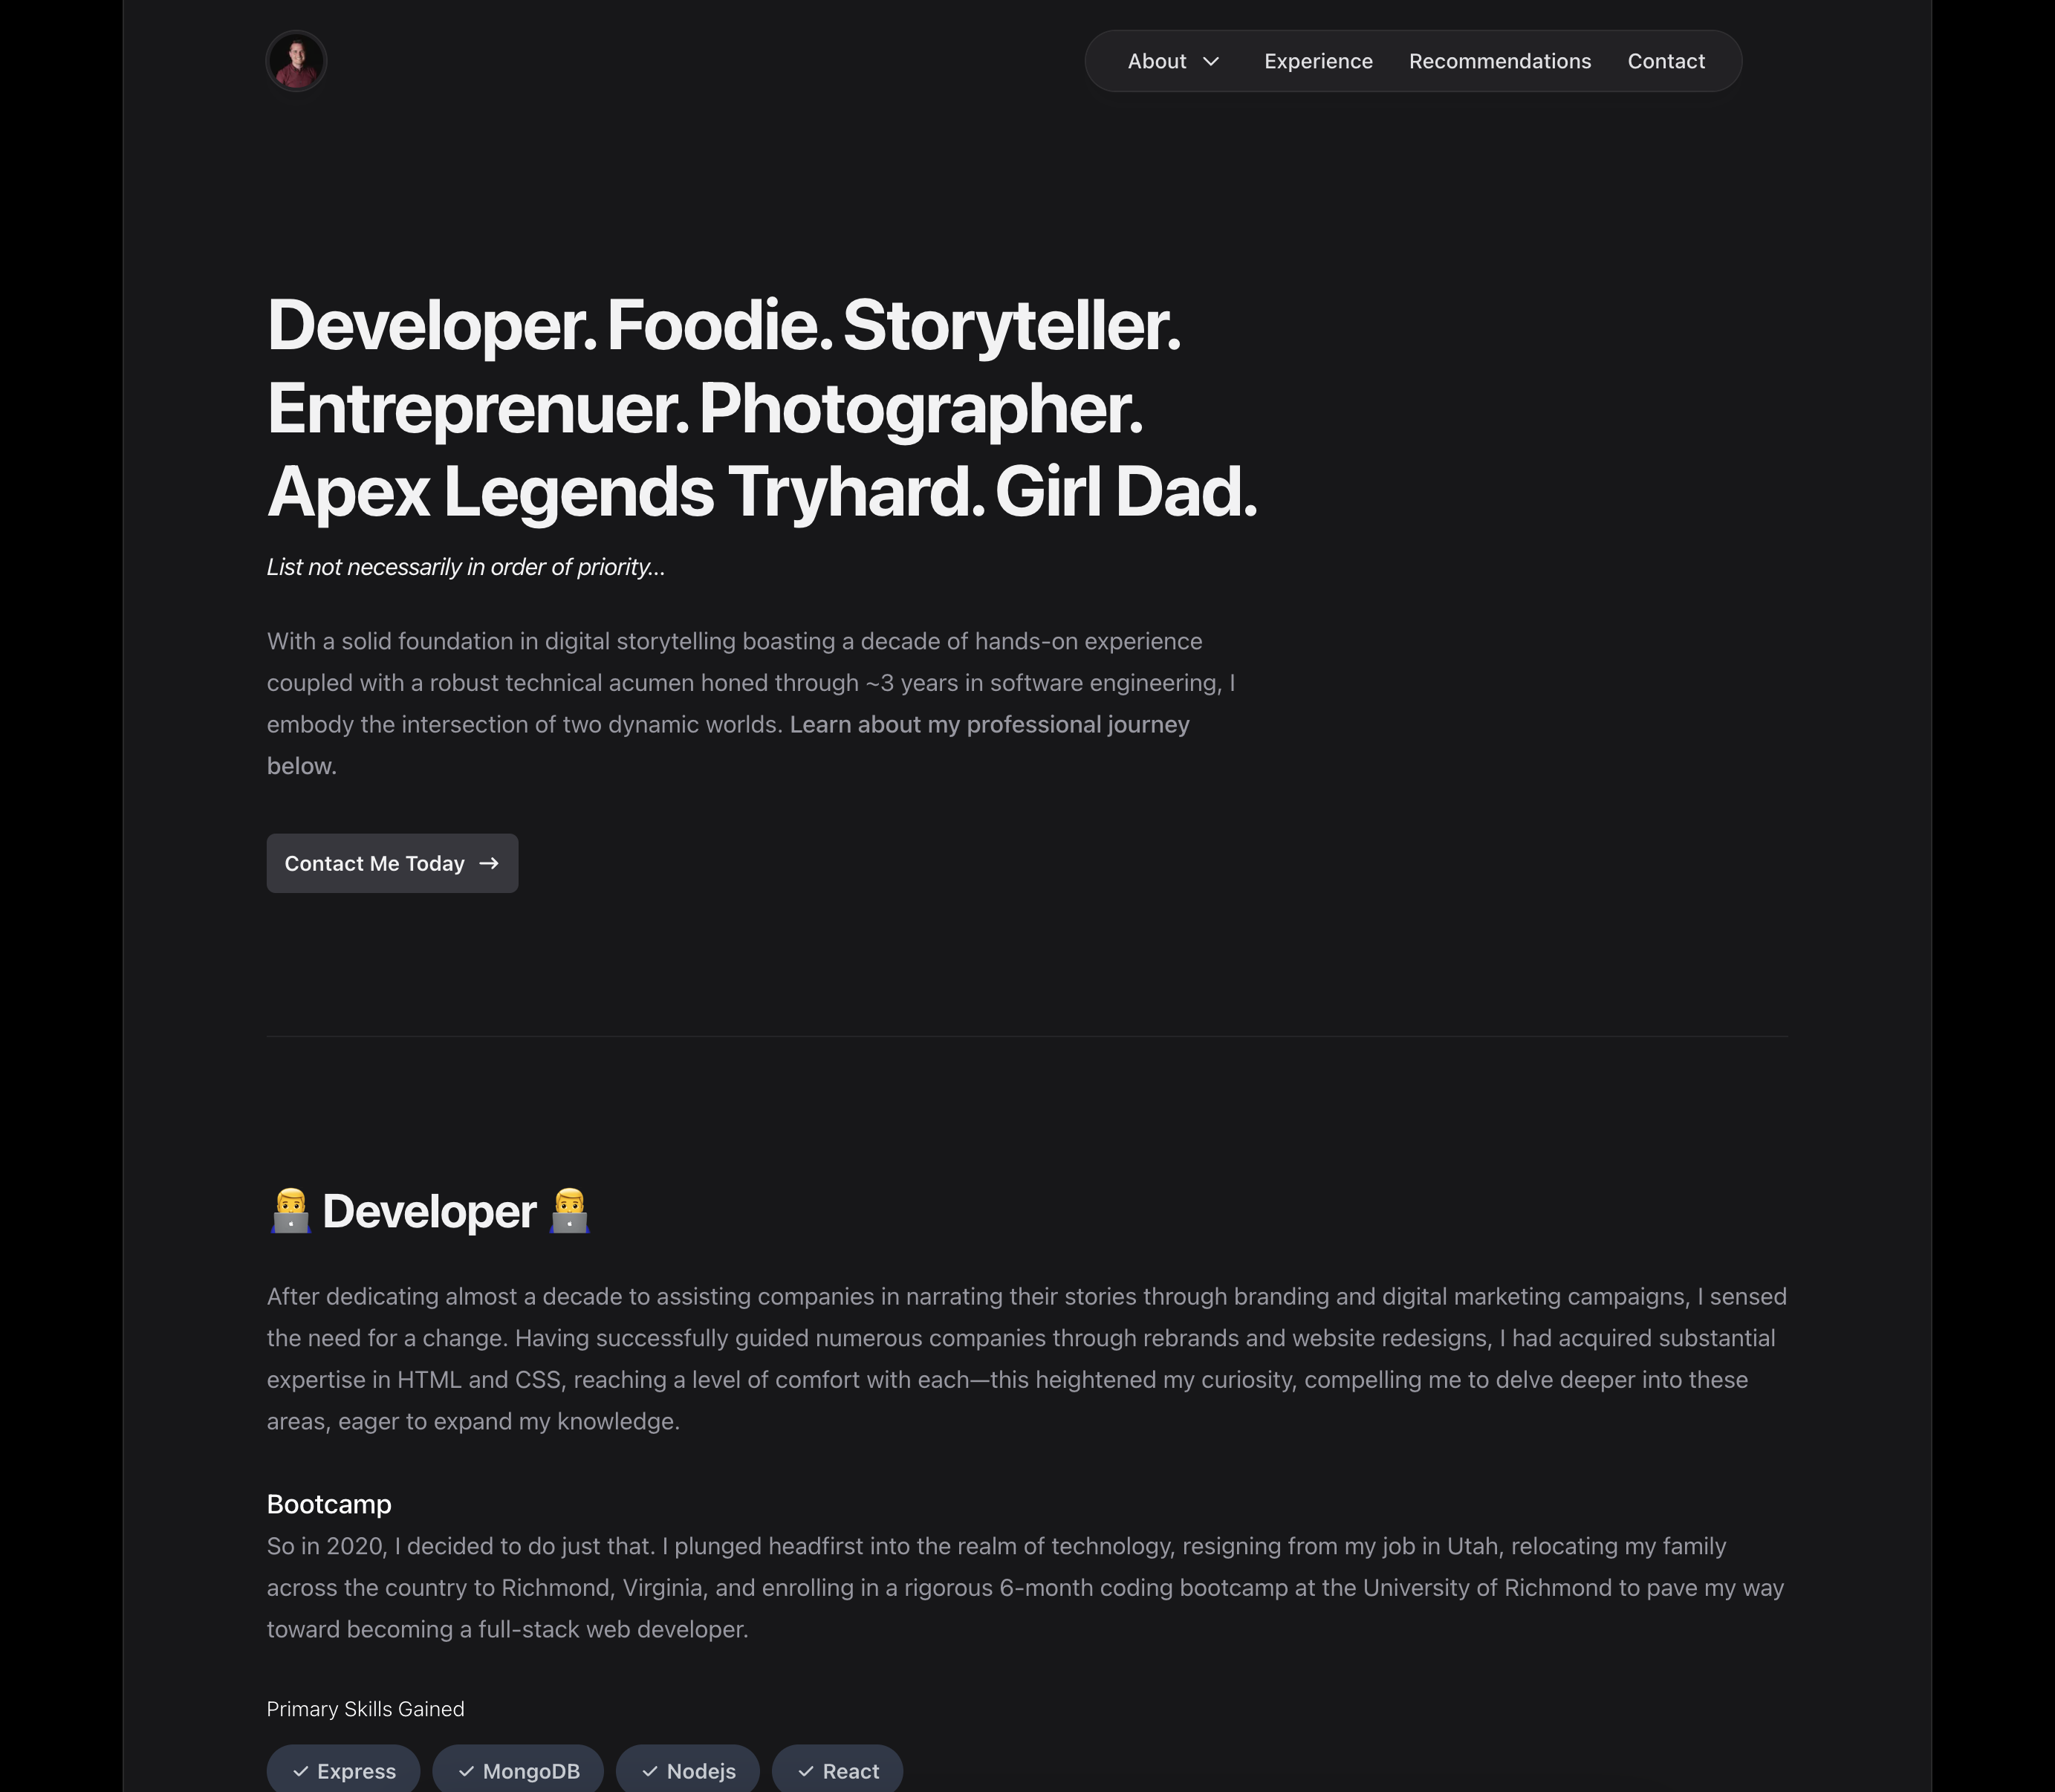 About Experience Recommendations Contact
Developer. Foodie. Storyteller.
Entreprenuer. Photographer.
Apex Legends Tryhard. Girl Dad.
List not necessarily in order of priority...
With a solid foundation in digital storytelling boasting a decade of hands-on experience
coupled with a robust technical acumen honed through ~3 years in software engineering, I
embody the intersection of two dynamic worlds. Learn about my professional journey
below.
Contact Me Today →
👨‍💻 Developer 👨‍💻
After dedicating almost a decade to assisting companies in narrating their stories through branding and digital marketing campaigns, I sensed
the need for a change. Having successfully guided numerous companies through rebrands and website redesigns, I had acquired substantial
expertise in HTML and CSS, reaching a level of comfort with each—this heightened my curiosity, compelling me to delve deeper into these
areas, eager to expand my knowledge.
Bootcamp
So in 2020, I decided to do just that. I plunged headfirst into the realm of technology, resigning from my job in Utah, relocating my family
across the country to Richmond, Virginia, and enrolling in a rigorous 6-month coding bootcamp at the University of Richmond to pave my way
toward becoming a full-stack web developer.
Primary Skills Gained
✓ Express ✓ MongoDB ✓ Nodejs ✓ React